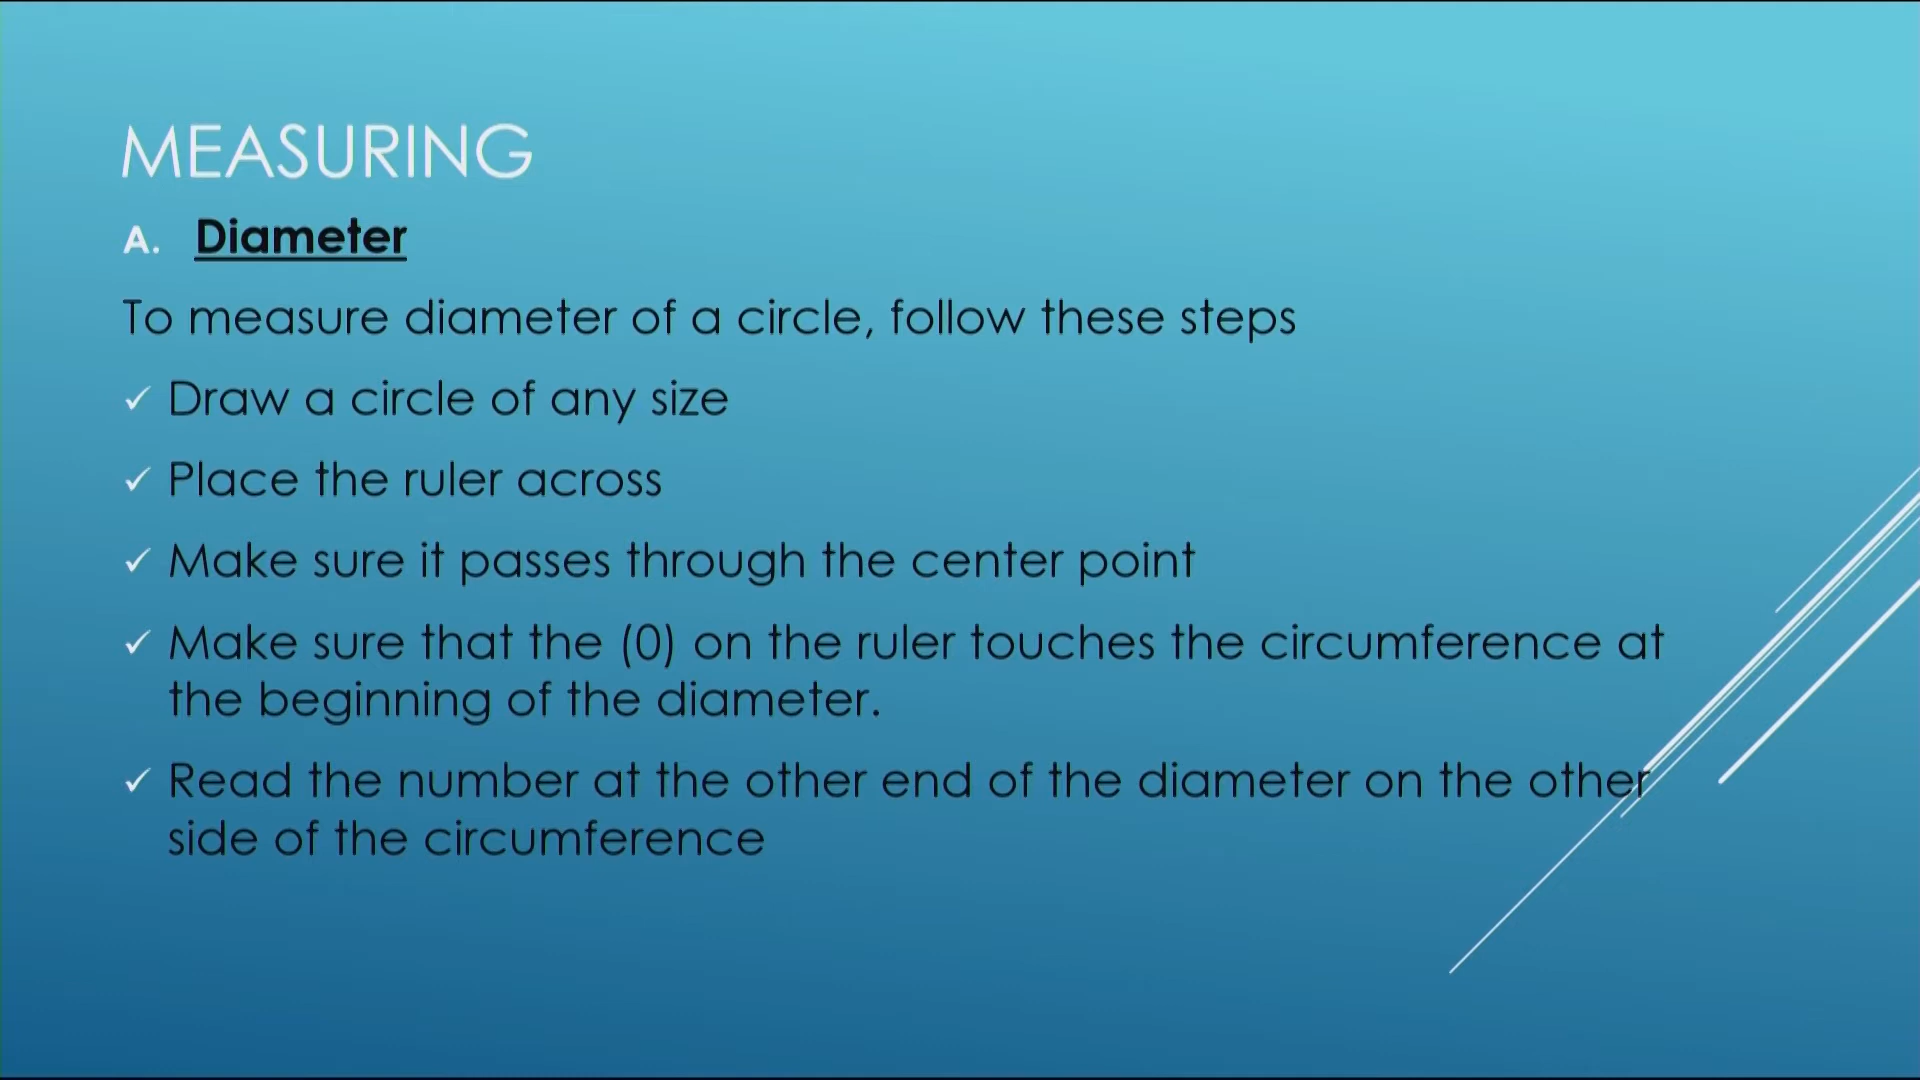 MEASURING
A. Diameter
To measure diameter of a circle, follow these steps
✓ Draw a circle of any size
✓ Place the ruler across
✓ Make sure it passes through the center point
✓ Make sure that the (0) on the ruler touches the circumference at
the beginning of the diameter.
✓ Read the number at the other end of the diameter on the other
side of the circumference